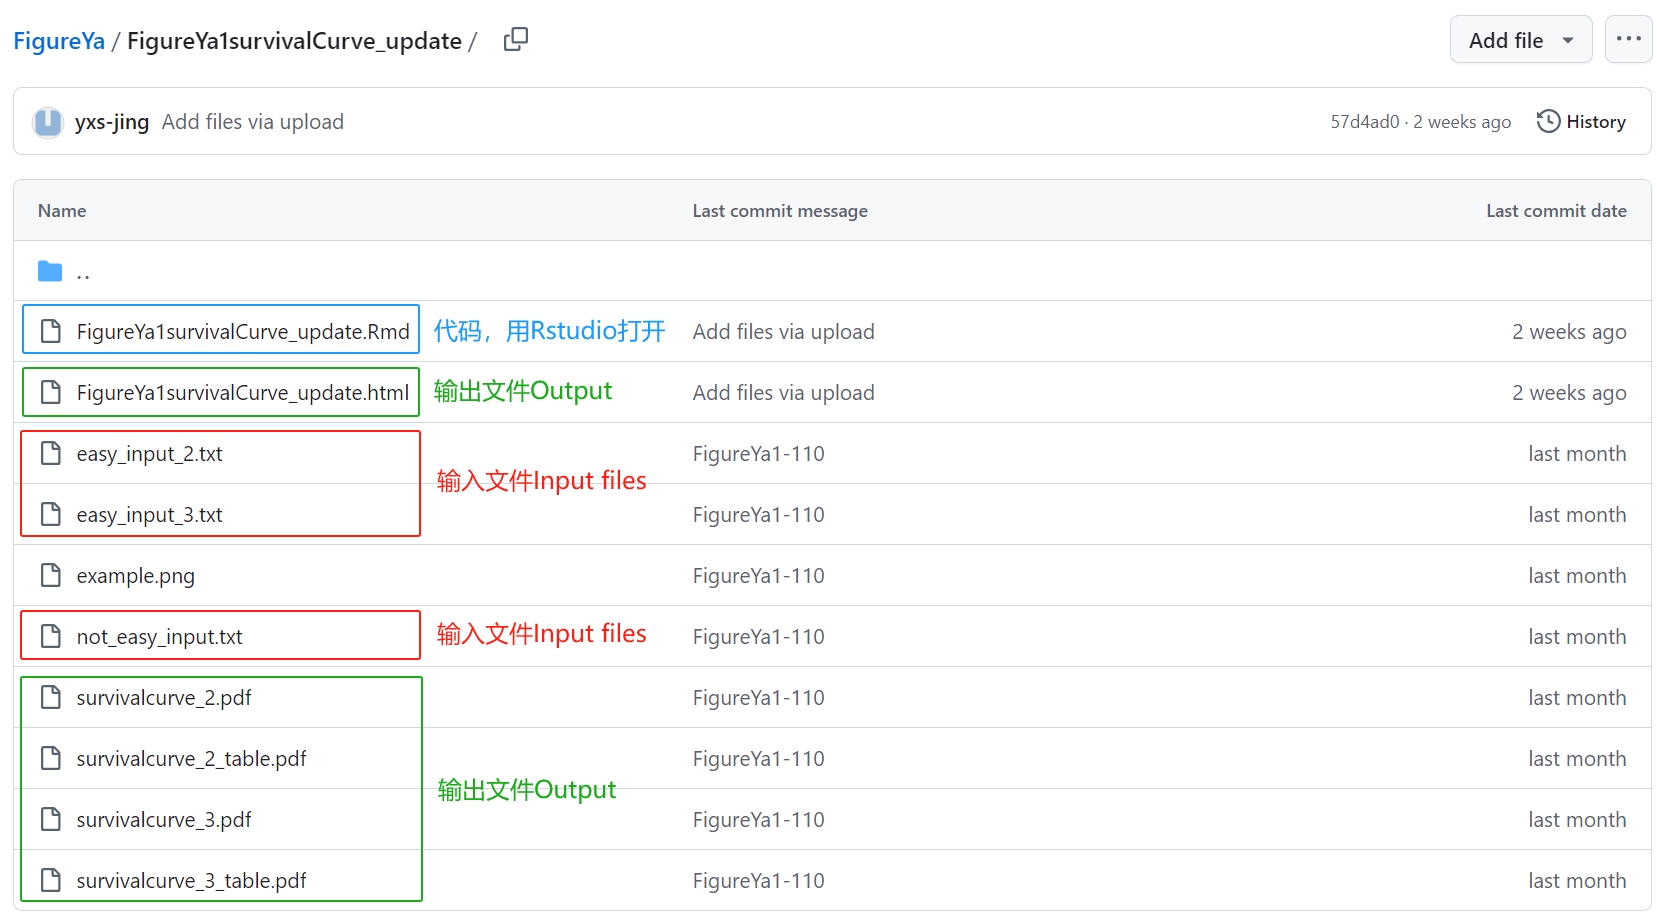 FigureYa / FigureYa1survivalCurve_update /
Add file
yxs-jing Add files via upload
57d4ad0 · 2 weeks ago
History
Name Last commit message Last commit date
..
FigureYa1survivalCurve_update.Rmd 代码，用Rstudio打开 Add files via upload 2 weeks ago
FigureYa1survivalCurve_update.html 输出文件Output Add files via upload 2 weeks ago
easy_input_2.txt FigureYa1-110 last month
输入文件Input files
easy_input_3.txt FigureYa1-110 last month
example.png FigureYa1-110 last month
not_easy_input.txt 输入文件Input files FigureYa1-110 last month
survivalcurve_2.pdf FigureYa1-110 last month
survivalcurve_2_table.pdf FigureYa1-110 last month
输出文件Output
survivalcurve_3.pdf FigureYa1-110 last month
survivalcurve_3_table.pdf FigureYa1-110 last month